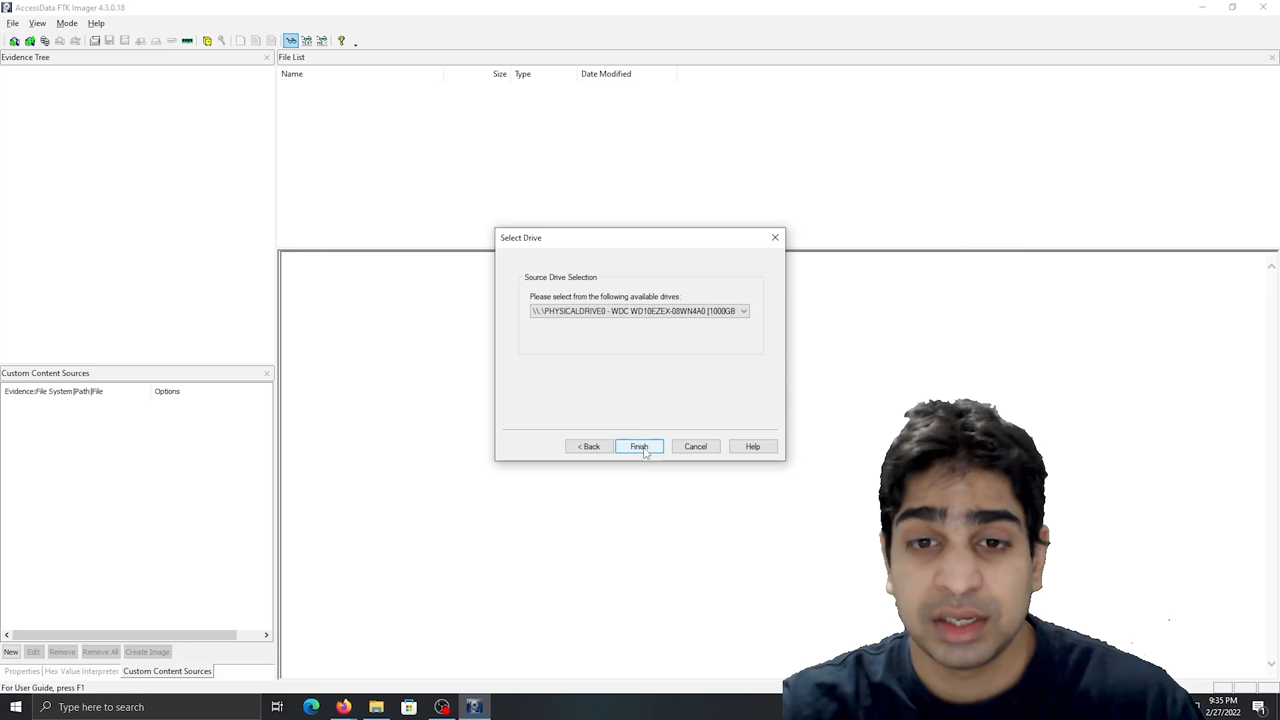 AccessData FTK Imager 4.3.0.18
File View Mode Help
Evidence Tree
File List
Name Size Type Date Modified
Select Drive
Source Drive Selection
Please select from the following available drives:
\\.\PHYSICALDRIVE0 - WDC WD10EZEX-08WN4A0 [1000GB
< Back Finish Cancel Help
Custom Content Sources
Evidence:File System|Path|File Options
New Edit Remove Remove All Create Image
Properties Hex Value Interpreter Custom Content Sources
For User Guide, press F1
Type here to search
9:35 PM
2/27/2022